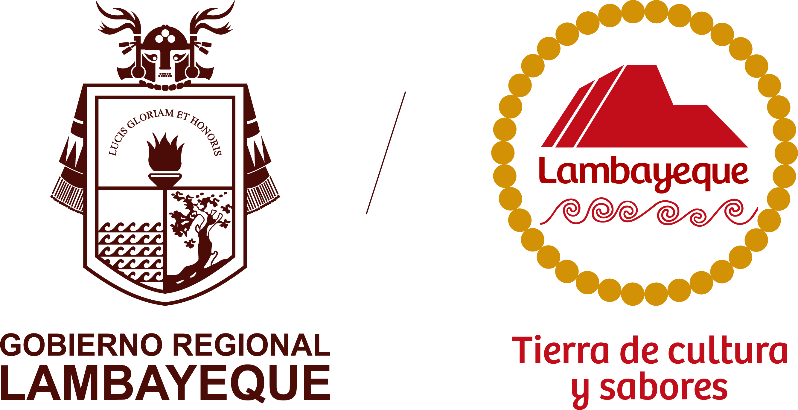 LUCIS GLORIAM ET HONORIS
GOBIERNO REGIONAL
LAMBAYEQUE
Lambayeque
Tierra de cultura
y sabores